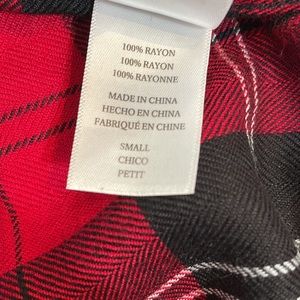 100% RAYON
100% RAYON
100% RAYONNE
MADE IN CHINA
HECHO EN CHINA
FABRIQUÉ EN CHINE
SMALL
CHICO
PETIT